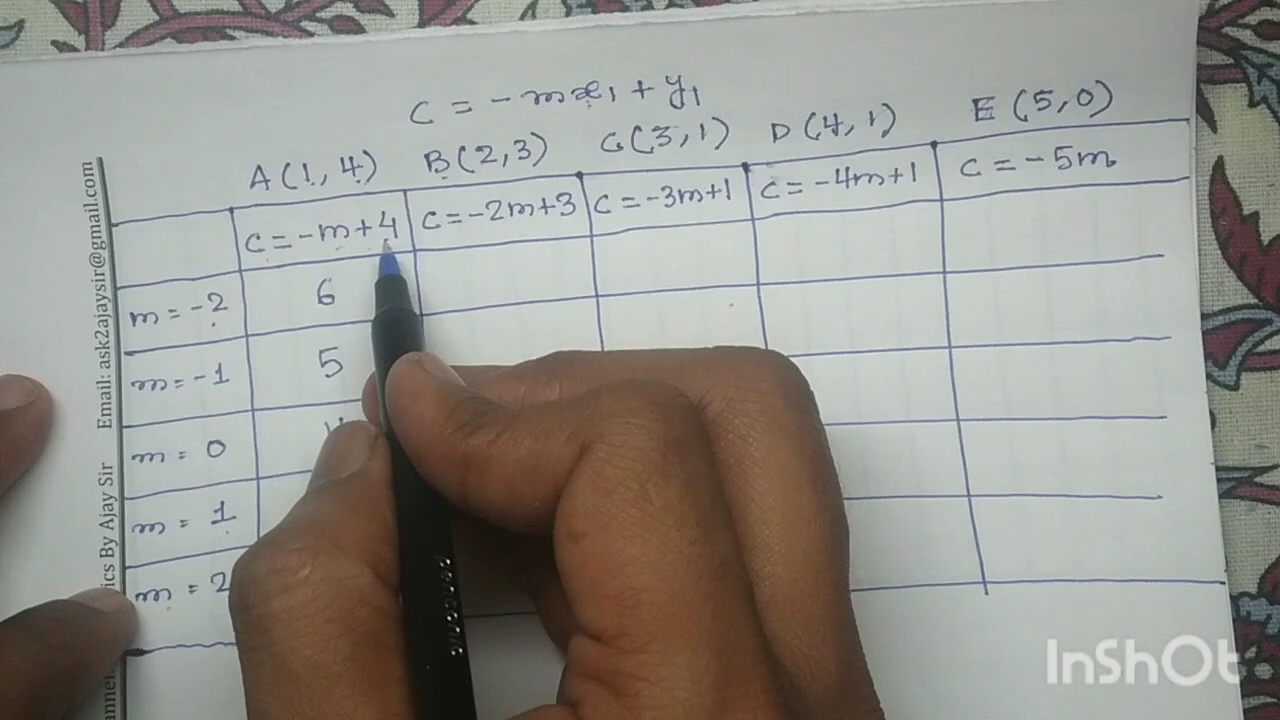 C = -mx₁ + y₁
A(1, 4) B(2, 3) C(3, 1) D(4, 1) E(5, 0)
C = -m+4 C = -2m+3 C = -3m+1 C = -4m+1 C = -5m
m = -2 6
m = -1 5
m = 0
m = 1
m = 2
Email: ask2ajaysir@gmail.com
By Ajay Sir
penсonic
InShOt